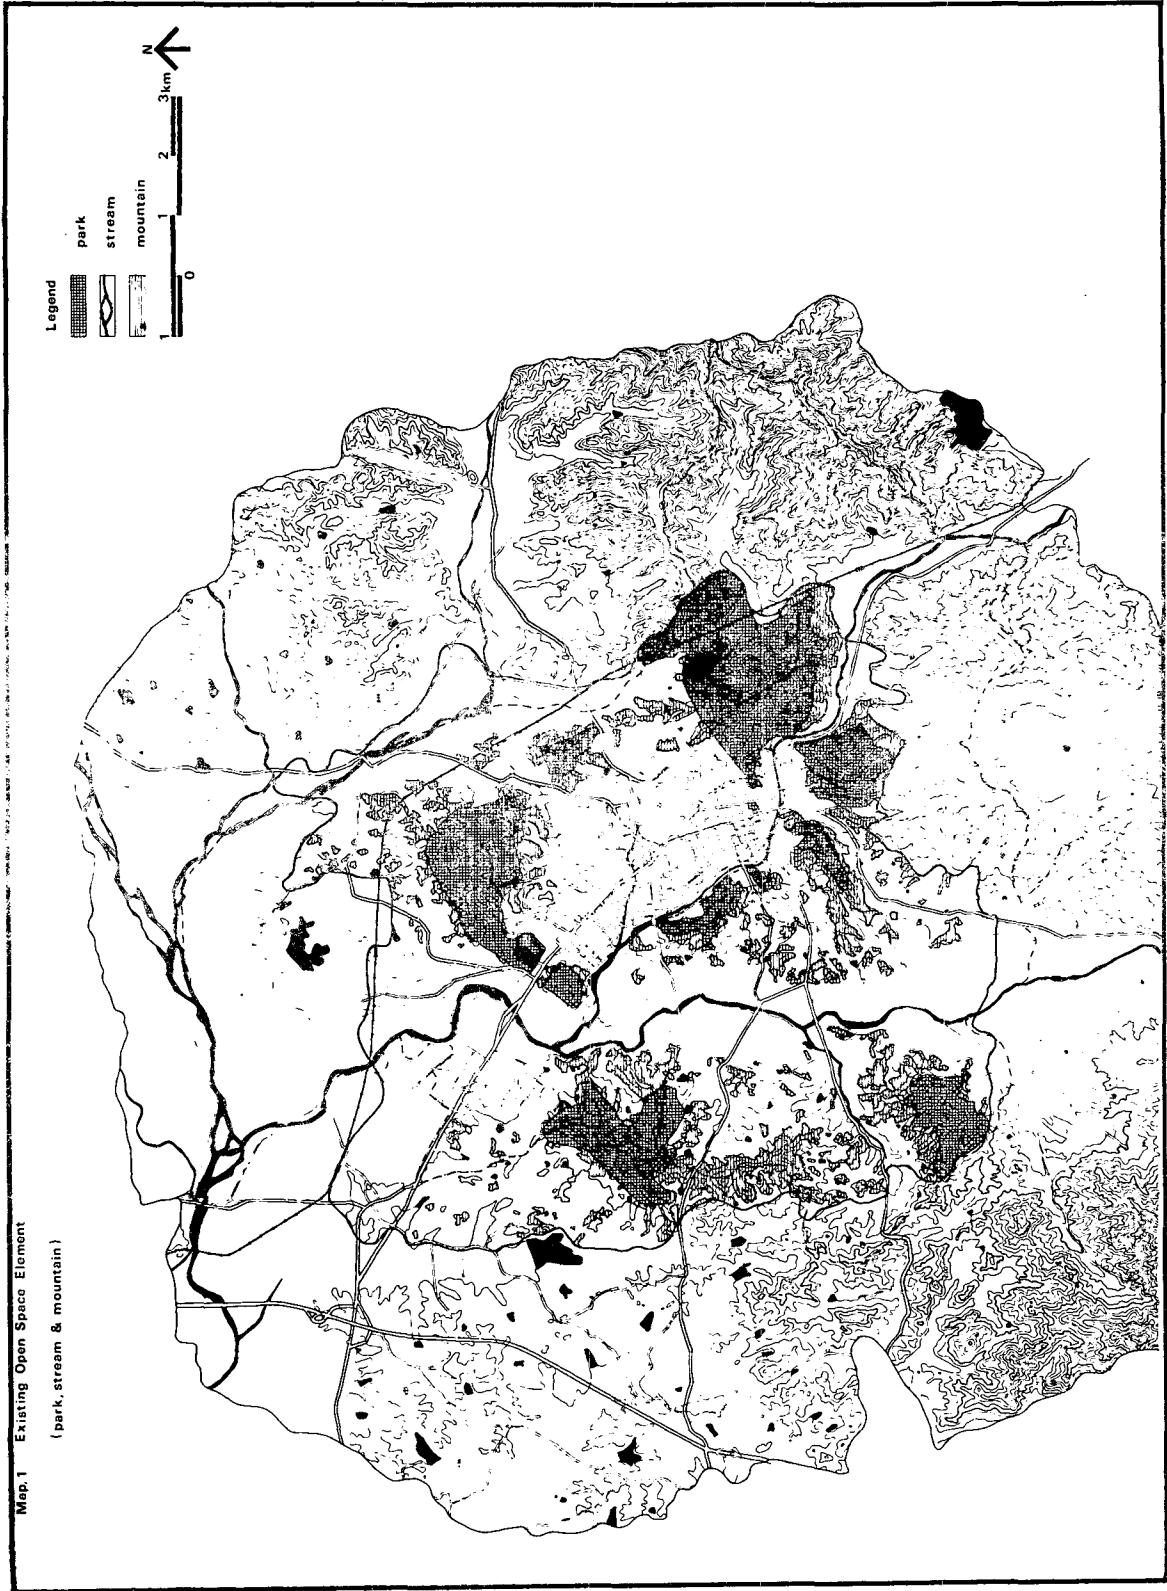 Map.1 Existing Open Space Element
(park, stream & mountain)
Legend
park
stream
mountain
1 0 1 2 3km
N